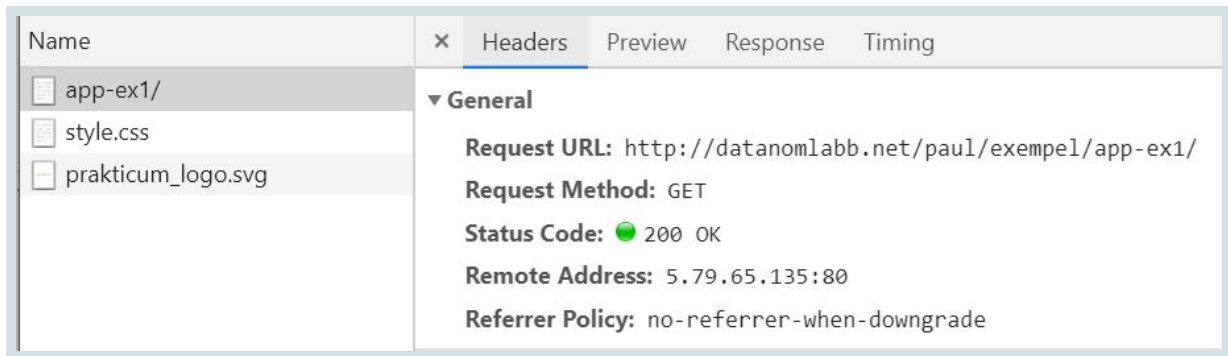 Name
app-ex1/
style.css
prakticum_logo.svg
× Headers Preview Response Timing
▼ General
Request URL: http://datanomlabb.net/paul/exempel/app-ex1/
Request Method: GET
Status Code: 200 OK
Remote Address: 5.79.65.135:80
Referrer Policy: no-referrer-when-downgrade